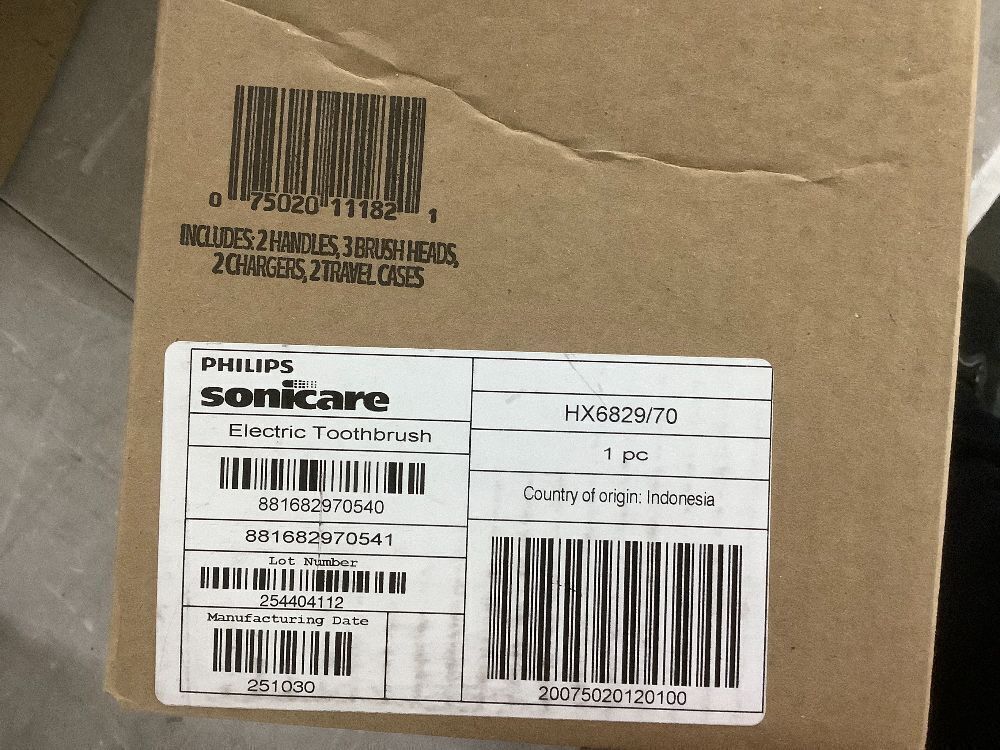 0 75020 11182 1
INCLUDES: 2 HANDLES, 3 BRUSH HEADS,
2 CHARGERS, 2 TRAVEL CASES
PHILIPS
sonicare
Electric Toothbrush
881682970540
881682970541
Lot Number
254404112
Manufacturing Date
251030
HX6829/70
1 pc
Country of origin: Indonesia
20075020120100